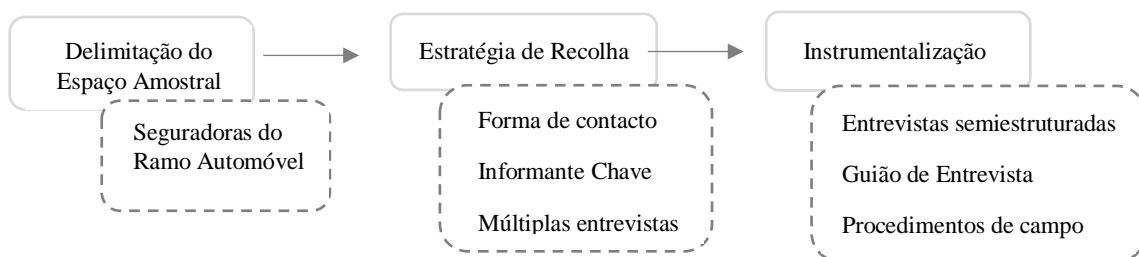 Delimitação do
Espaço Amostral
Seguradoras do
Ramo Automóvel
Estratégia de Recolha
Forma de contacto
Informante Chave
Múltiplas entrevistas
Instrumentalização
Entrevistas semiestruturadas
Guião de Entrevista
Procedimentos de campo